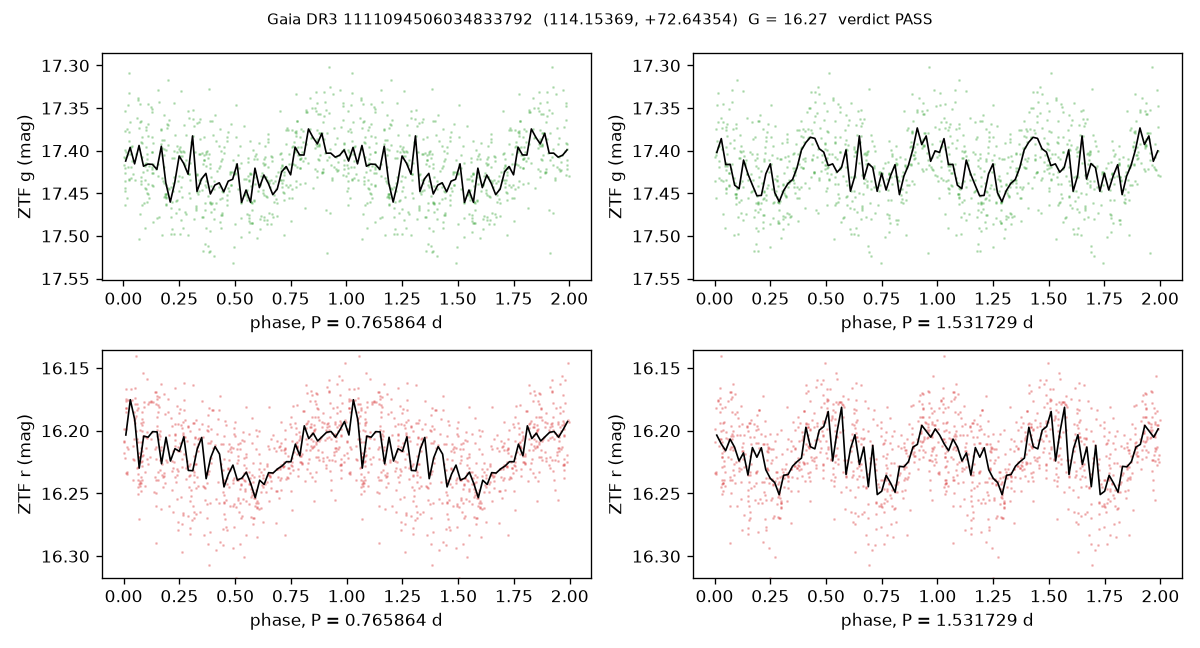 Gaia DR3 1111094506034833792 (114.15369, +72.64354) G = 16.27 verdict PASS
ZTF g (mag)
17.30
17.35
17.40
17.45
17.50
17.55
0.00 0.25 0.50 0.75 1.00 1.25 1.50 1.75 2.00
phase, P = 0.765864 d
ZTF g (mag)
17.30
17.35
17.40
17.45
17.50
17.55
0.00 0.25 0.50 0.75 1.00 1.25 1.50 1.75 2.00
phase, P = 1.531729 d
ZTF r (mag)
16.15
16.20
16.25
16.30
0.00 0.25 0.50 0.75 1.00 1.25 1.50 1.75 2.00
phase, P = 0.765864 d
ZTF r (mag)
16.15
16.20
16.25
16.30
0.00 0.25 0.50 0.75 1.00 1.25 1.50 1.75 2.00
phase, P = 1.531729 d